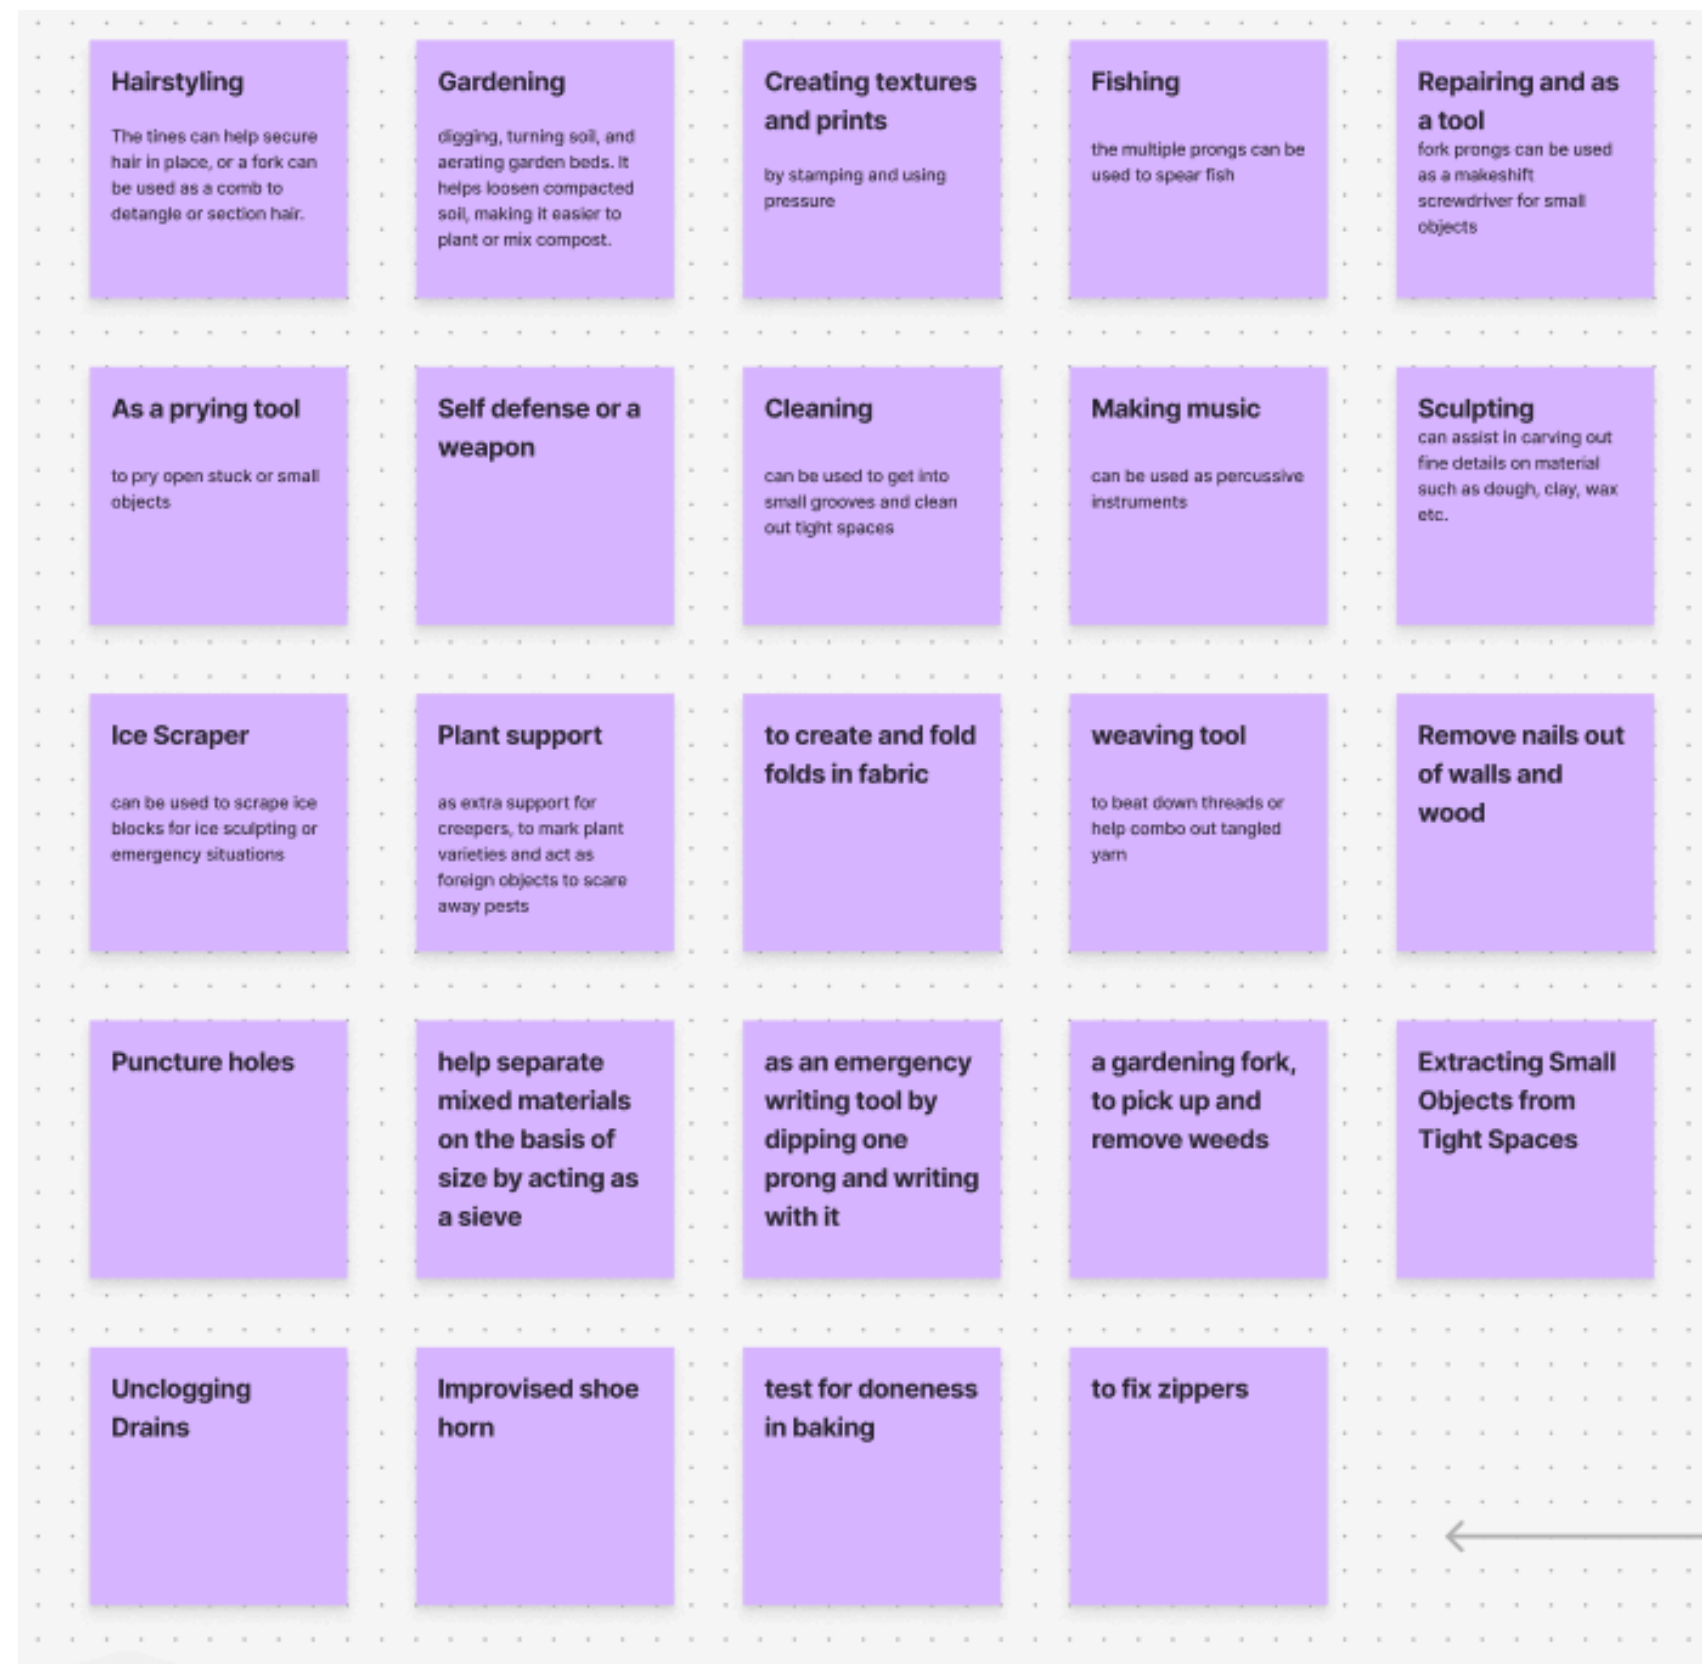 Hairstyling
The tines can help secure
hair in place, or a fork can
be used as a comb to
detangle or section hair.
Gardening
digging, turning soil, and
aerating garden beds. It
helps loosen compacted
soil, making it easier to
plant or mix compost.
Creating textures
and prints
by stamping and using
pressure
Fishing
the multiple prongs can be
used to spear fish
Repairing and as
a tool
fork prongs can be used
as a makeshift
screwdriver for small
objects
As a prying tool
to pry open stuck or small
objects
Self defense or a
weapon
Cleaning
can be used to get into
small grooves and clean
out tight spaces
Making music
can be used as percussive
instruments
Sculpting
can assist in carving out
fine details on material
such as dough, clay, wax
etc.
Ice Scraper
can be used to scrape ice
blocks for ice sculpting or
emergency situations
Plant support
as extra support for
creepers, to mark plant
varieties and act as
foreign objects to scare
away pests
to create and fold
folds in fabric
weaving tool
to beat down threads or
help combo out tangled
yarn
Remove nails out
of walls and
wood
Puncture holes
help separate
mixed materials
on the basis of
size by acting as
a sieve
as an emergency
writing tool by
dipping one
prong and writing
with it
a gardening fork,
to pick up and
remove weeds
Extracting Small
Objects from
Tight Spaces
Unclogging
Drains
Improvised shoe
horn
test for doneness
in baking
to fix zippers